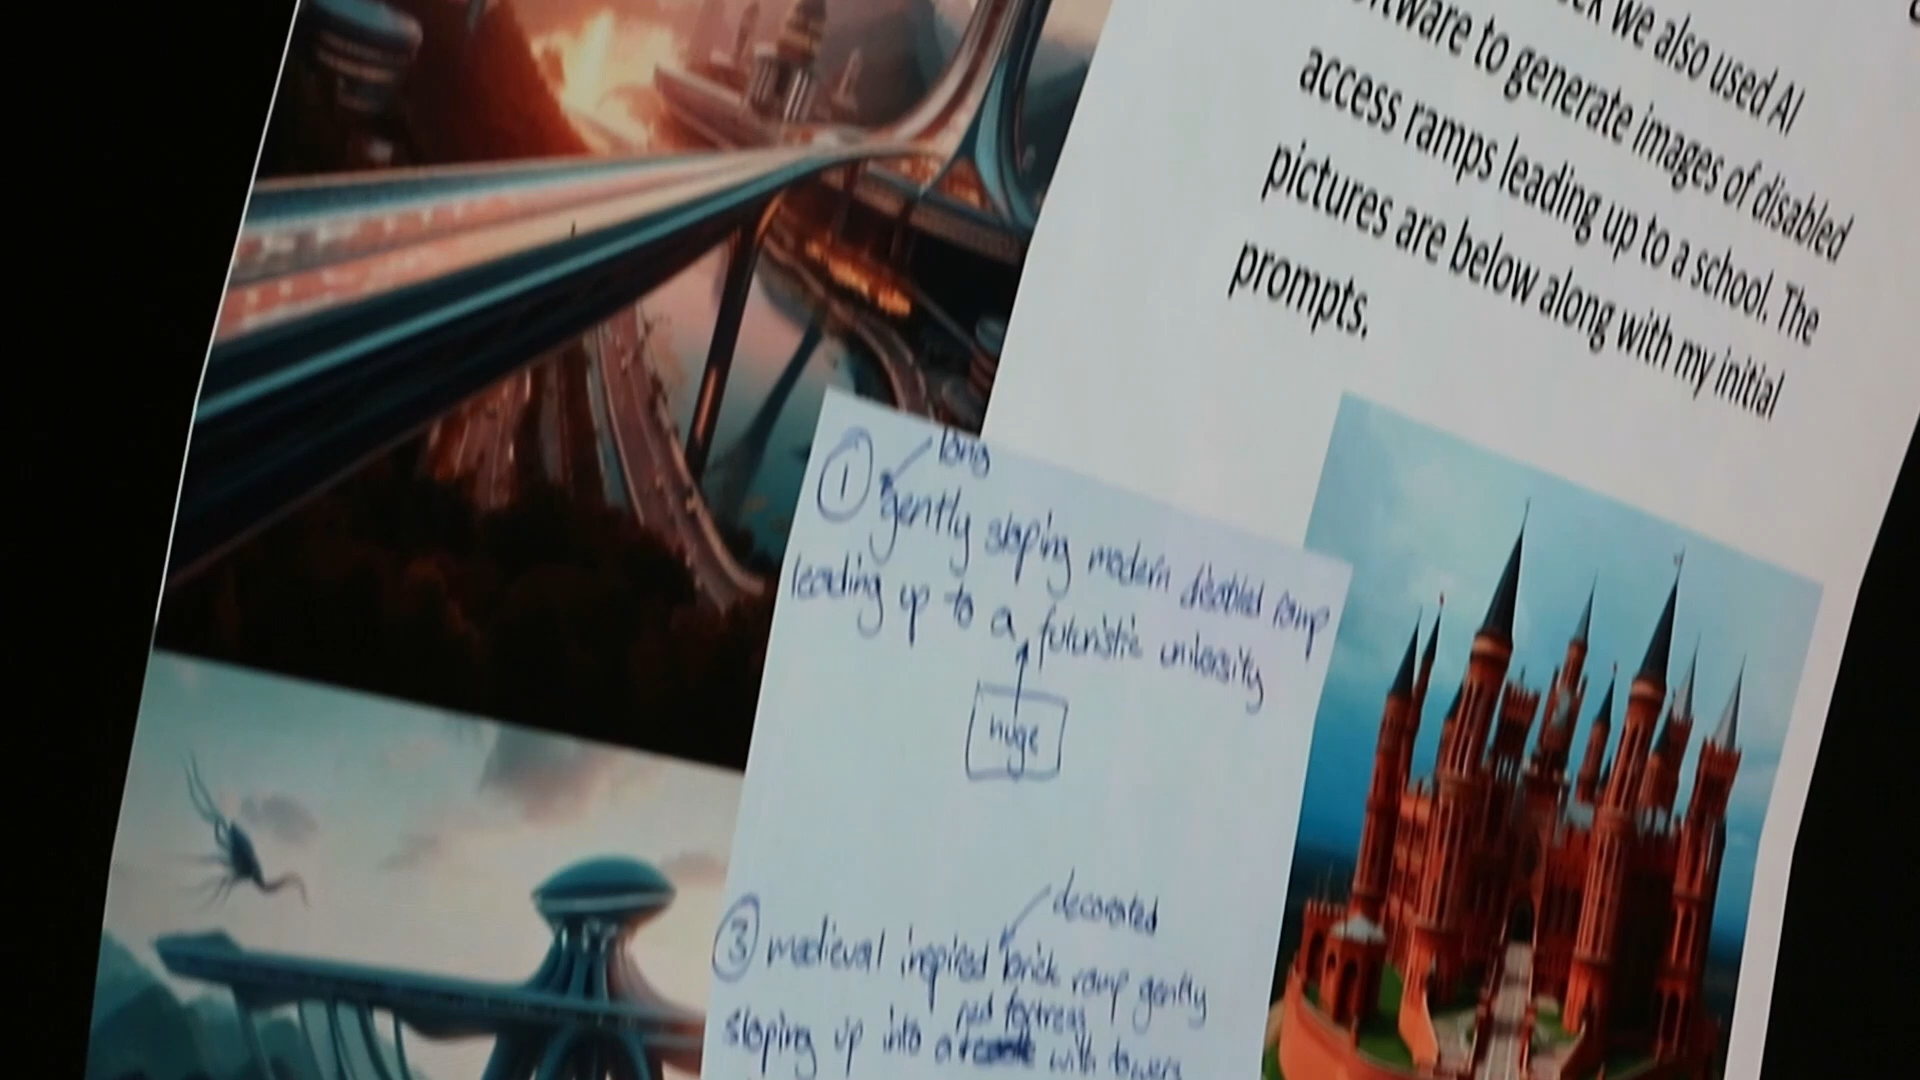 we also used AI
software to generate images of disabled
access ramps leading up to a school. The
pictures are below along with my initial
prompts.
① long
gently sloping modern disabled ramp
leading up to a futuristic university
huge
decorated
③ medieval inspired brick ramp gently
red fortress
sloping up into a with towers